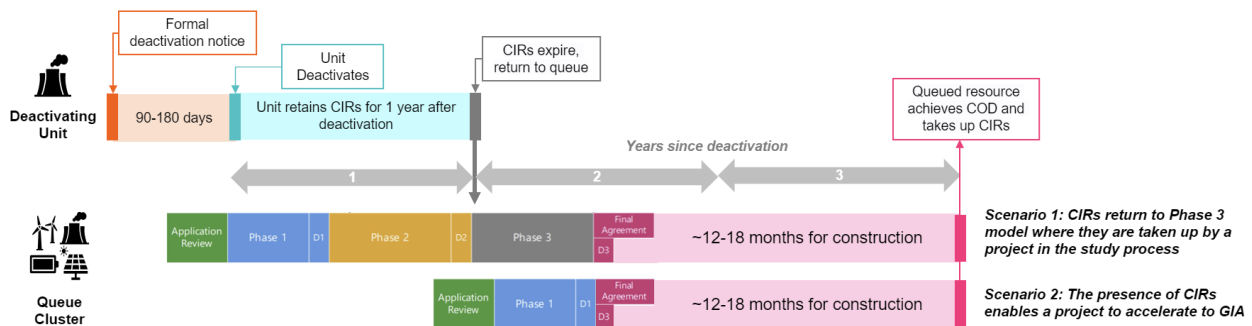 Formal
deactivation notice
Unit
Deactivates
CIRs expire,
return to queue
Queued resource
achieves COD and
takes up CIRs
Deactivating
Unit
90-180 days
Unit retains CIRs for 1 year after
deactivation
Years since deactivation
1
2
3
Queue
Cluster
Application
Review
Phase 1
D1
Phase 2
D2
Phase 3
Final
Agreement
D3
~12-18 months for construction
Scenario 1: CIRs return to Phase 3
model where they are taken up by a
project in the study process
Application
Review
Phase 1
D1
Final
Agreement
D3
~12-18 months for construction
Scenario 2: The presence of CIRs
enables a project to accelerate to GIA